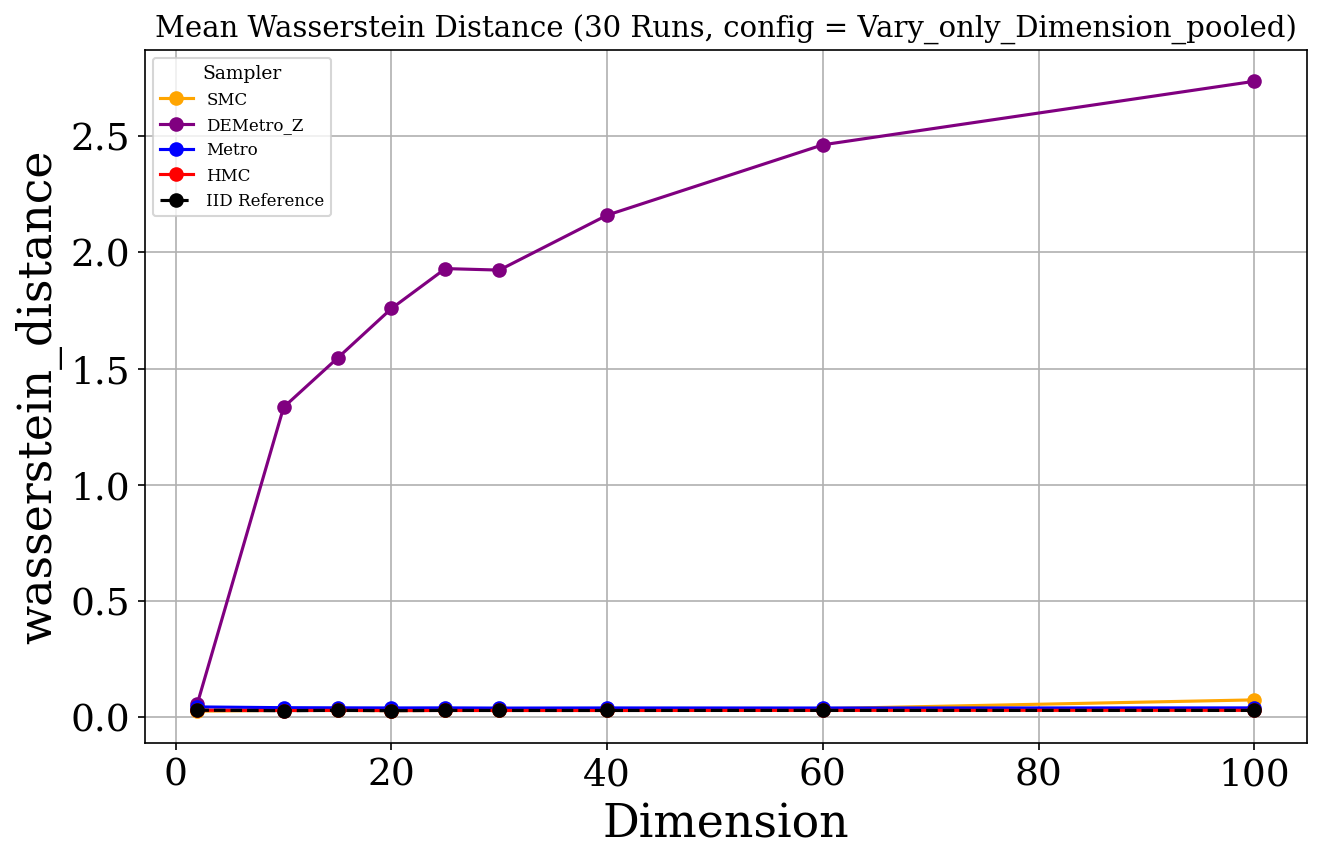 Mean Wasserstein Distance (30 Runs, config = Vary_only_Dimension_pooled)
Sampler
SMC
DEMetro_Z
Metro
HMC
IID Reference
wasserstein_distance
2.5
2.0
1.5
1.0
0.5
0.0
0 20 40 60 80 100
Dimension